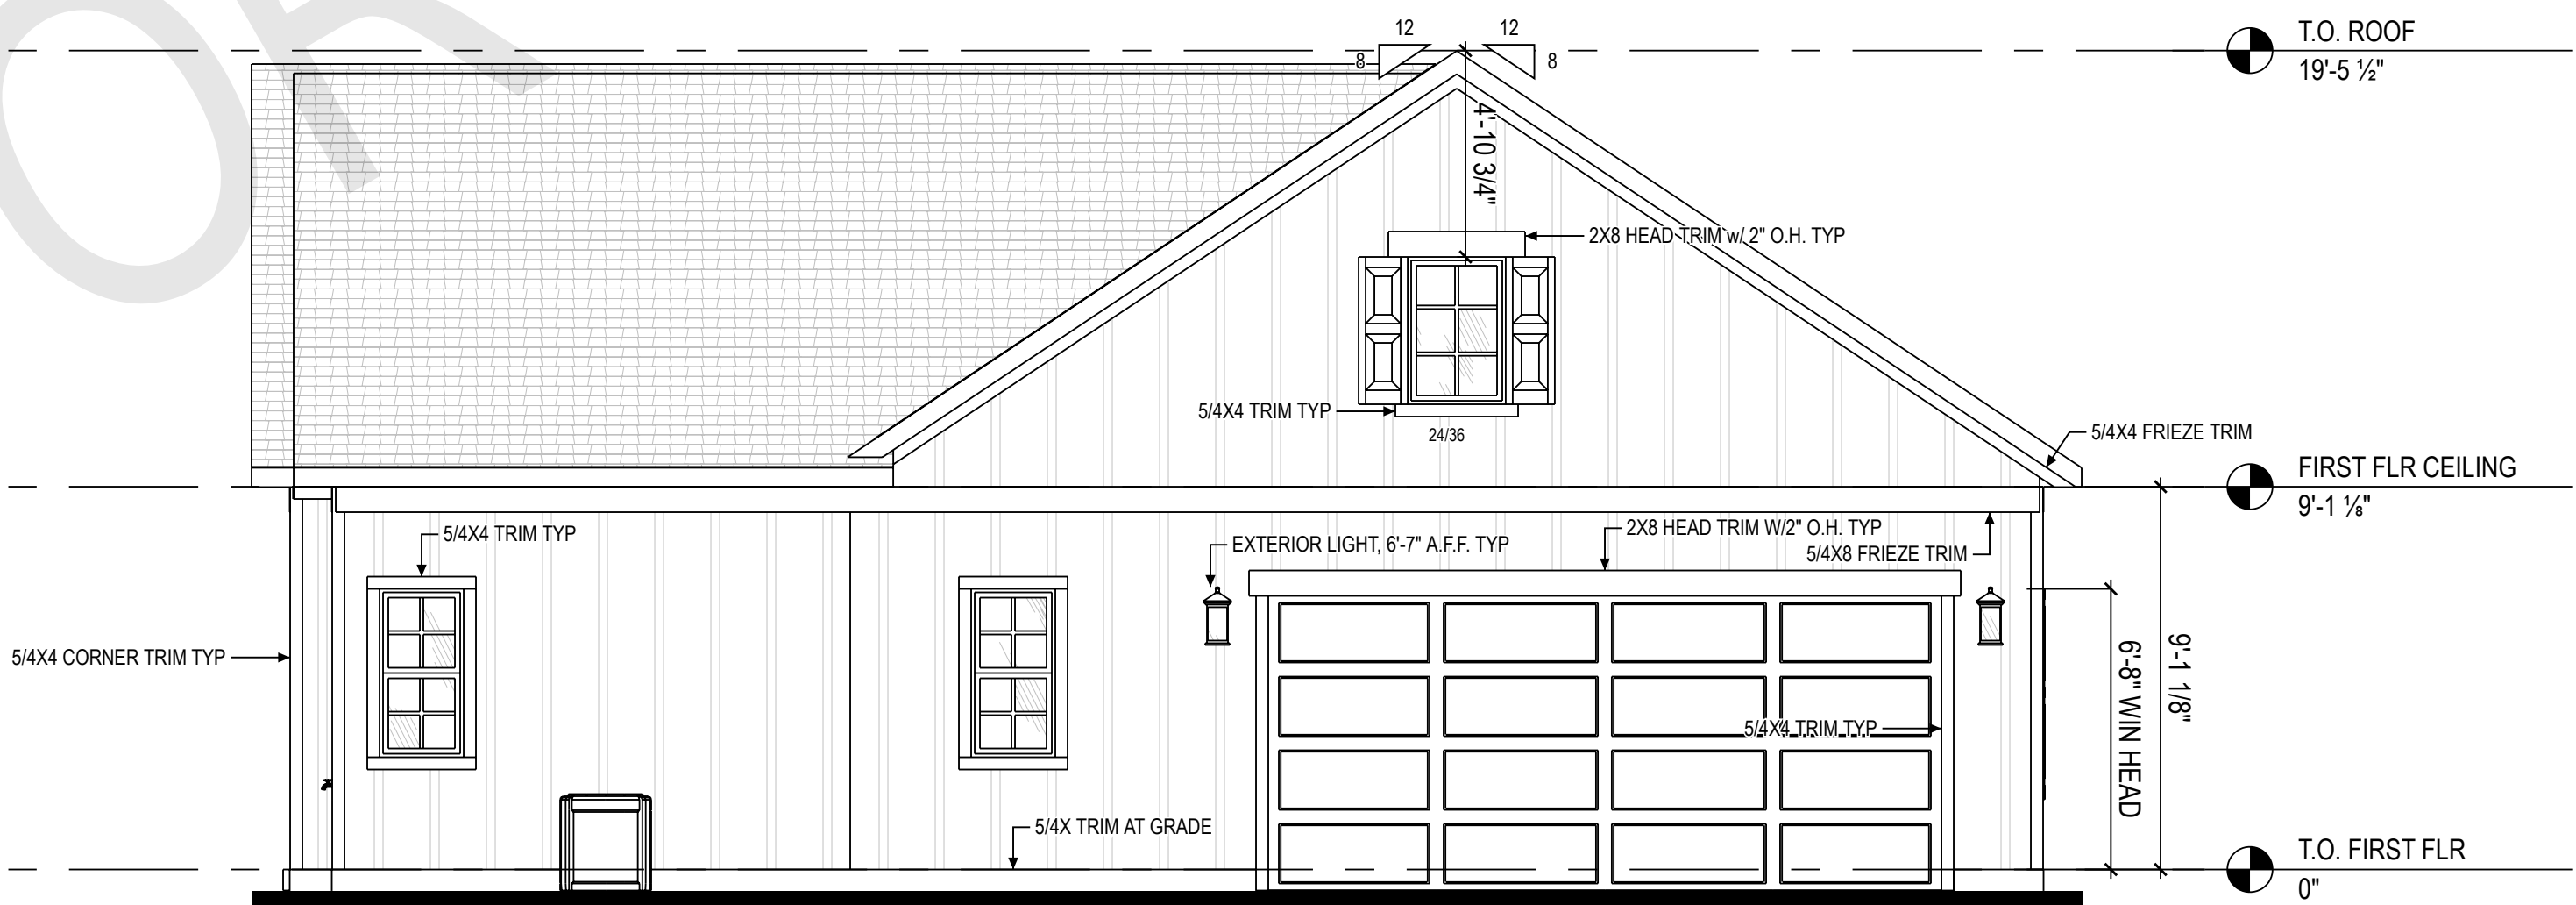 12
12
8
8
T.O. ROOF
19'-5 ½"
4'-10 3/4"
2X8 HEAD TRIM w/ 2" O.H. TYP
5/4X4 TRIM TYP
24/36
5/4X4 FRIEZE TRIM
FIRST FLR CEILING
9'-1 ⅛"
5/4X4 TRIM TYP
EXTERIOR LIGHT, 6'-7" A.F.F. TYP
2X8 HEAD TRIM W/2" O.H. TYP
5/4X8 FRIEZE TRIM
5/4X4 CORNER TRIM TYP
5/4X4 TRIM TYP
6'-8" WIN HEAD
9'-1 1/8"
5/4X TRIM AT GRADE
T.O. FIRST FLR
0"